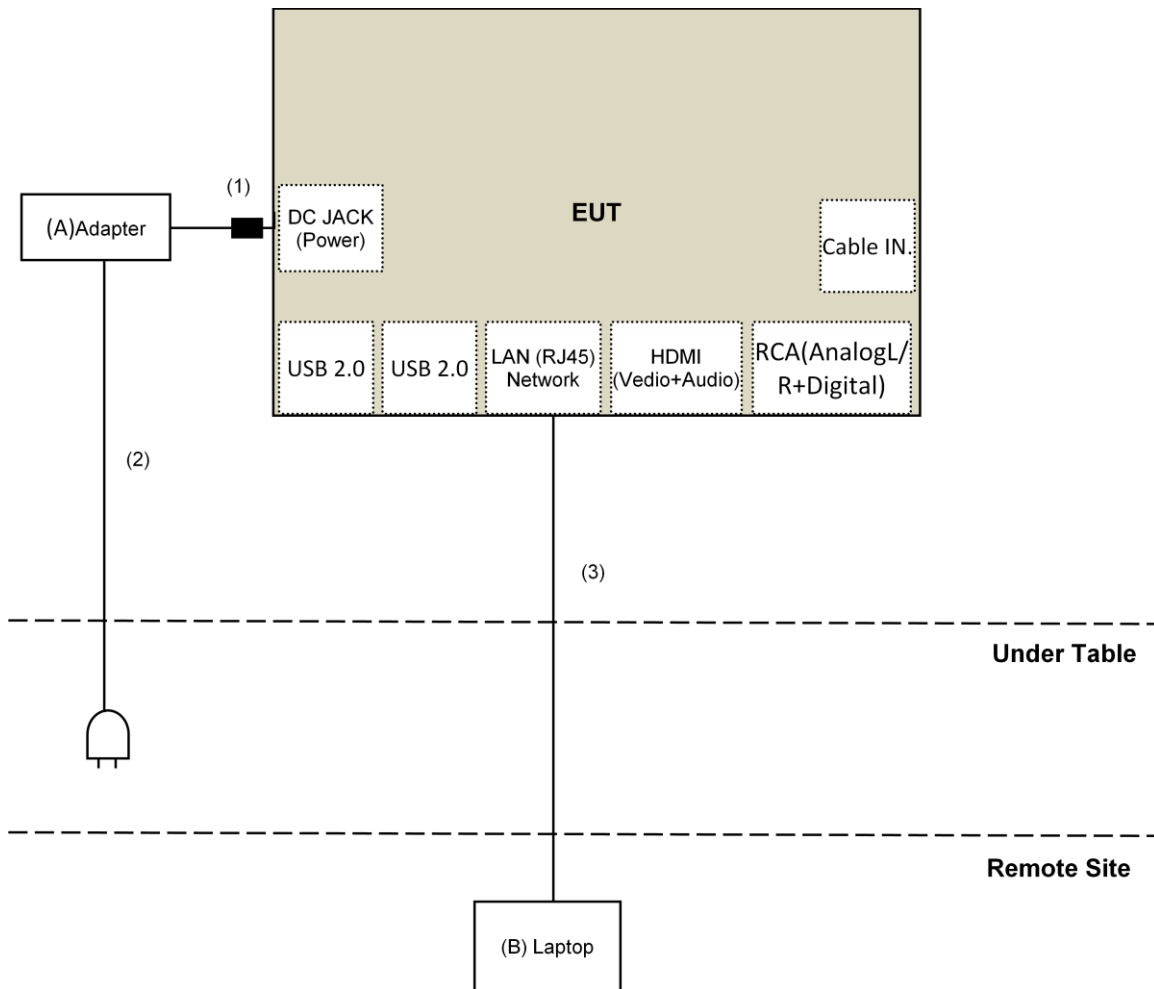 (1)
(A)Adapter
DC JACK
(Power)
EUT
Cable IN.
USB 2.0
USB 2.0
LAN (RJ45)
Network
HDMI
(Vedio+Audio)
RCA(AnalogL/
R+Digital)
(2)
(3)
Under Table
Remote Site
(B) Laptop